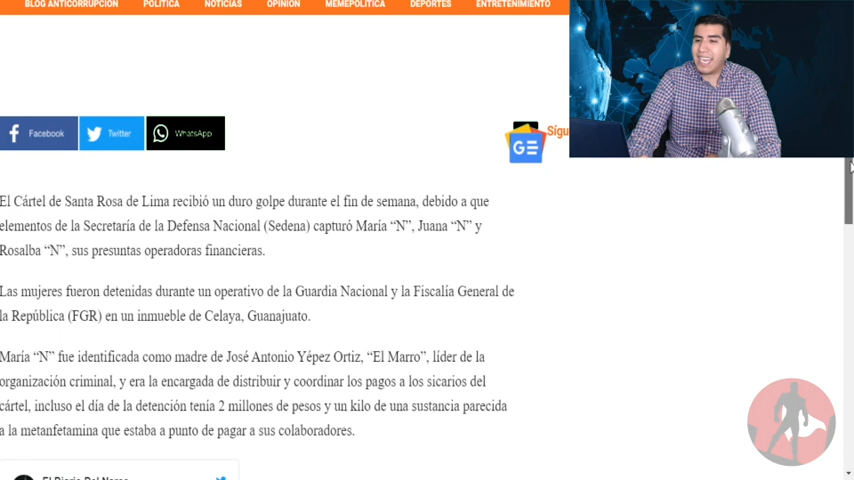 BLOG ANTICORRUPCIÓN POLÍTICA NOTICIAS OPINIÓN MEMEPOLÍTICA DEPORTES ENTRETENIMIENTO
Facebook Twitter WhatsApp
GE Sígu
El Cártel de Santa Rosa de Lima recibió un duro golpe durante el fin de semana, debido a que
elementos de la Secretaría de la Defensa Nacional (Sedena) capturó María “N”, Juana “N” y
Rosalba “N”, sus presuntas operadoras financieras.
Las mujeres fueron detenidas durante un operativo de la Guardia Nacional y la Fiscalía General de
la República (FGR) en un inmueble de Celaya, Guanajuato.
María “N” fue identificada como madre de José Antonio Yépez Ortiz, “El Marro”, líder de la
organización criminal, y era la encargada de distribuir y coordinar los pagos a los sicarios del
cártel, incluso el día de la detención tenía 2 millones de pesos y un kilo de una sustancia parecida
a la metanfetamina que estaba a punto de pagar a sus colaboradores.
El Diario Del Narco